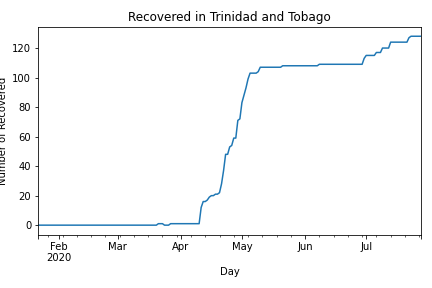 Recovered in Trinidad and Tobago
Number of Recovered
120
100
80
60
40
20
0
Feb
2020
Mar
Apr
May
Jun
Jul
Day